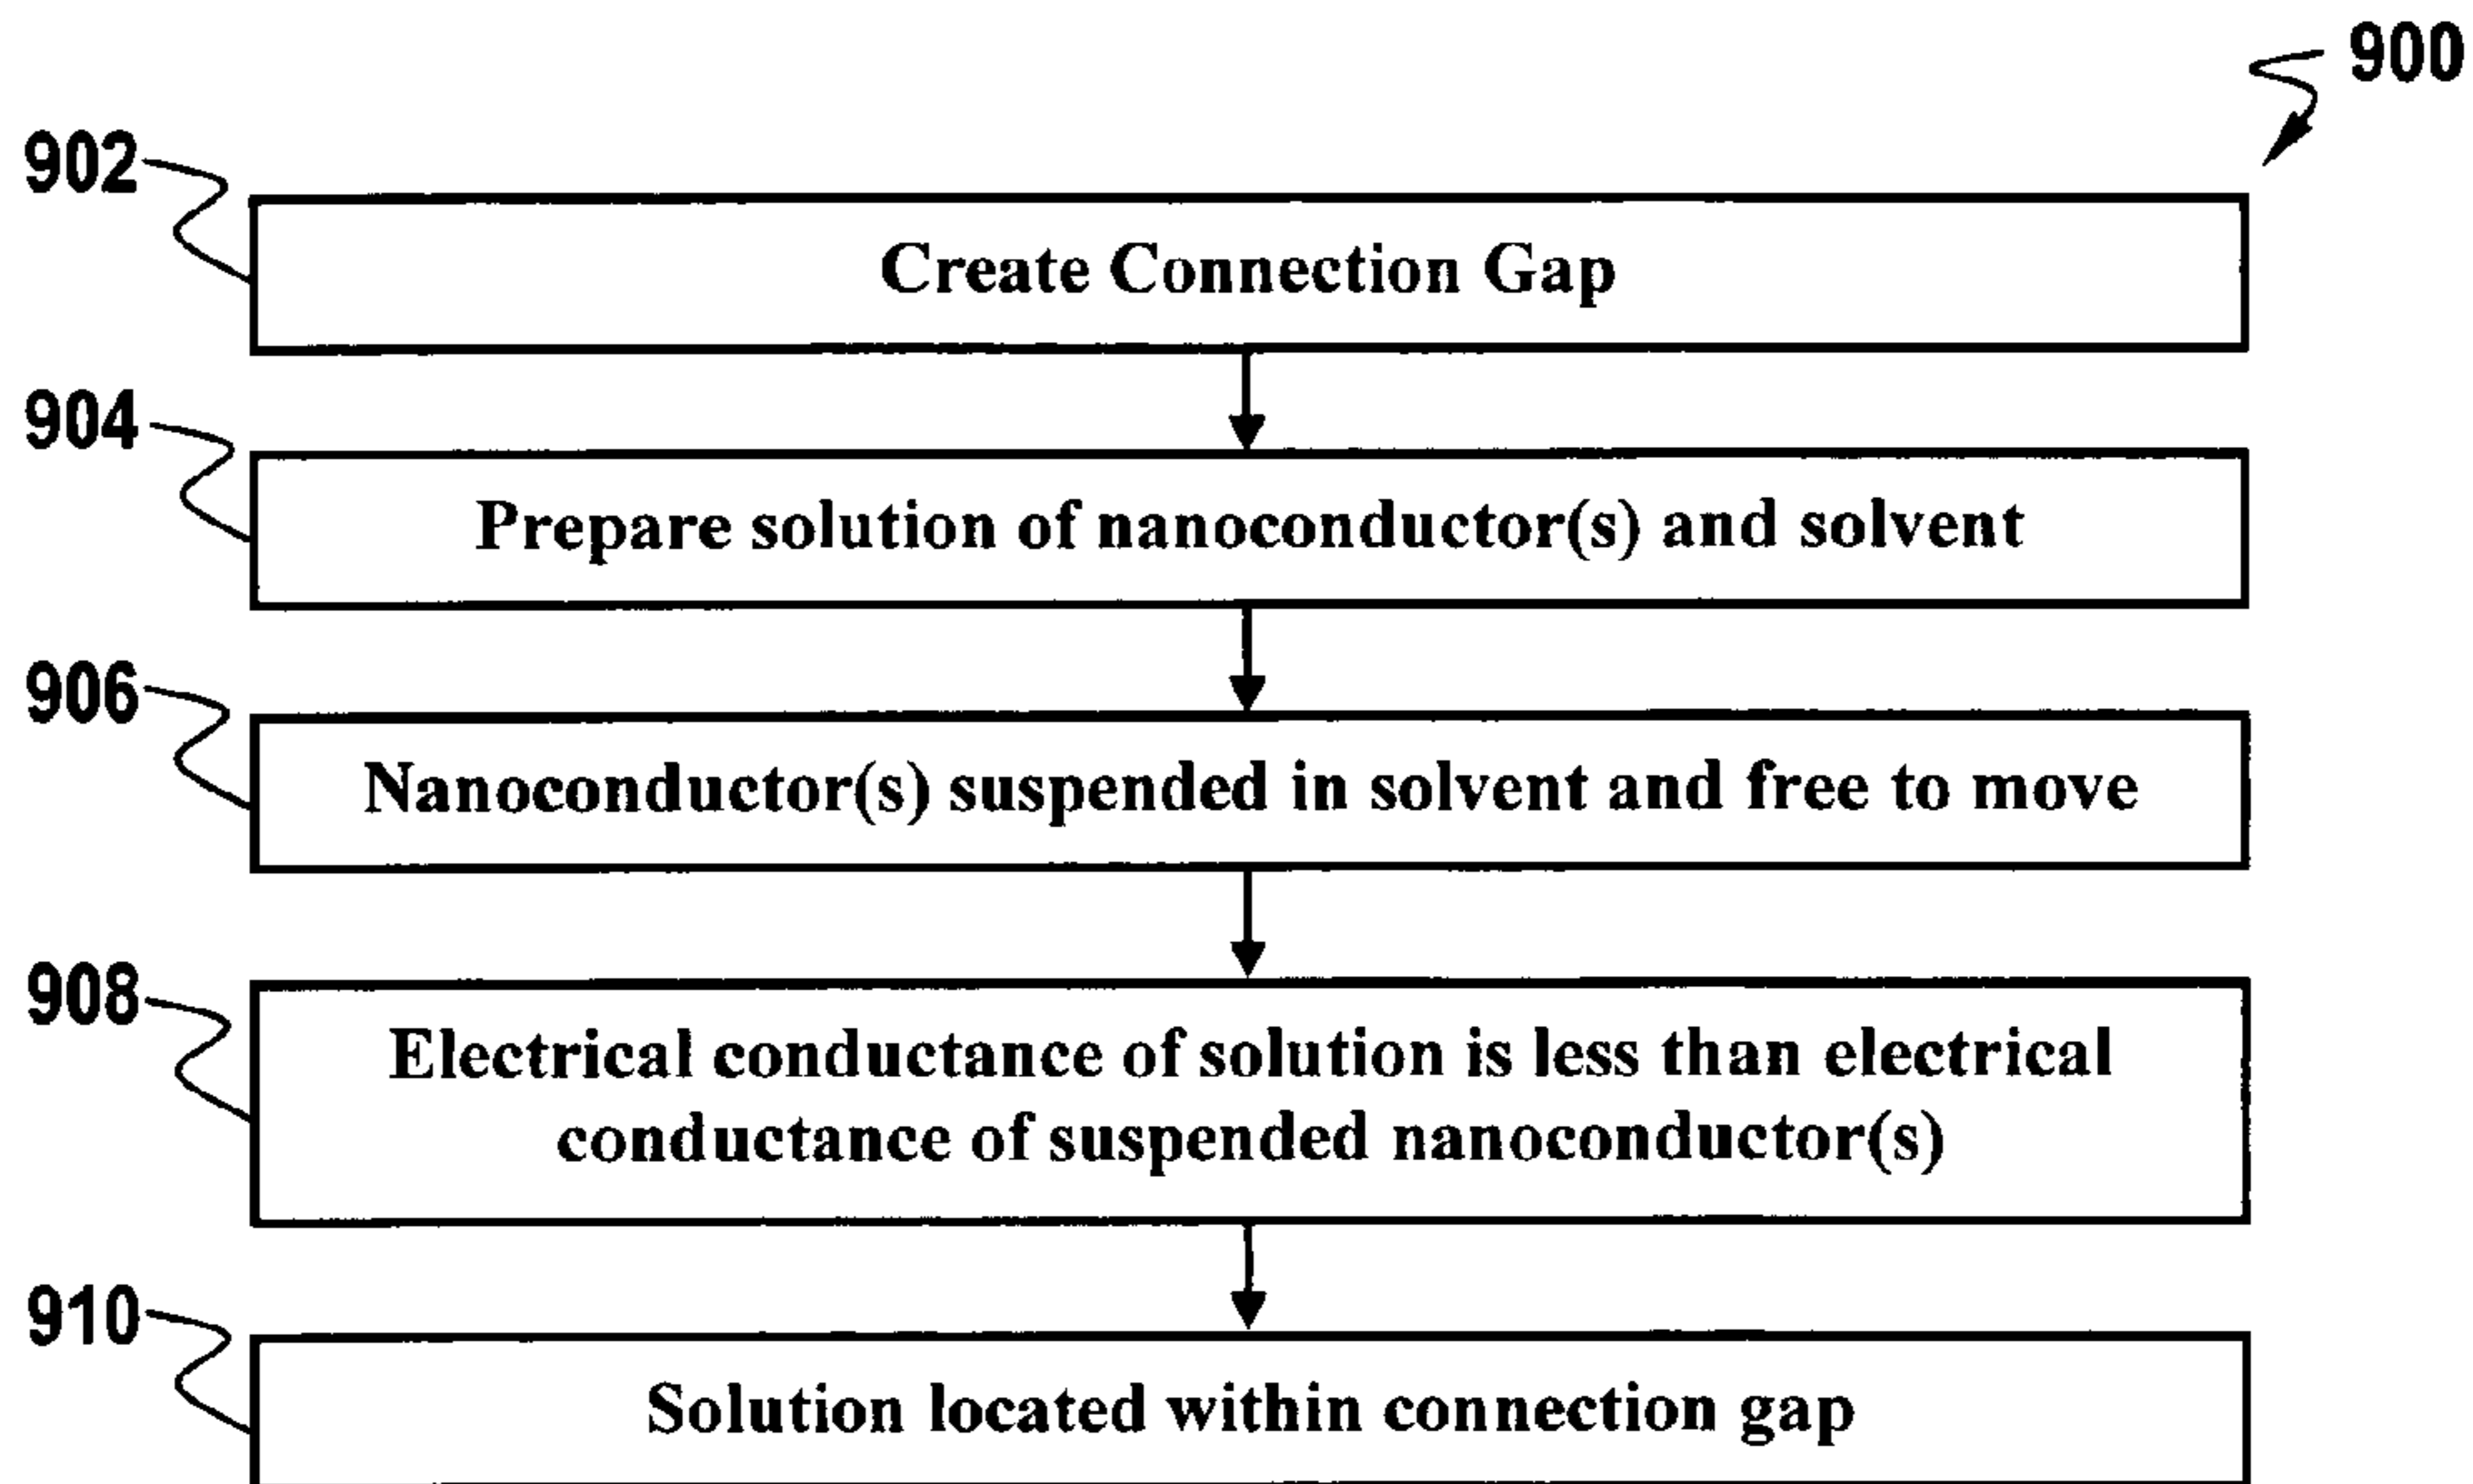 900
902
Create Connection Gap
904
Prepare solution of nanoconductor(s) and solvent
906
Nanoconductor(s) suspended in solvent and free to move
908
Electrical conductance of solution is less than electrical
conductance of suspended nanoconductor(s)
910
Solution located within connection gap